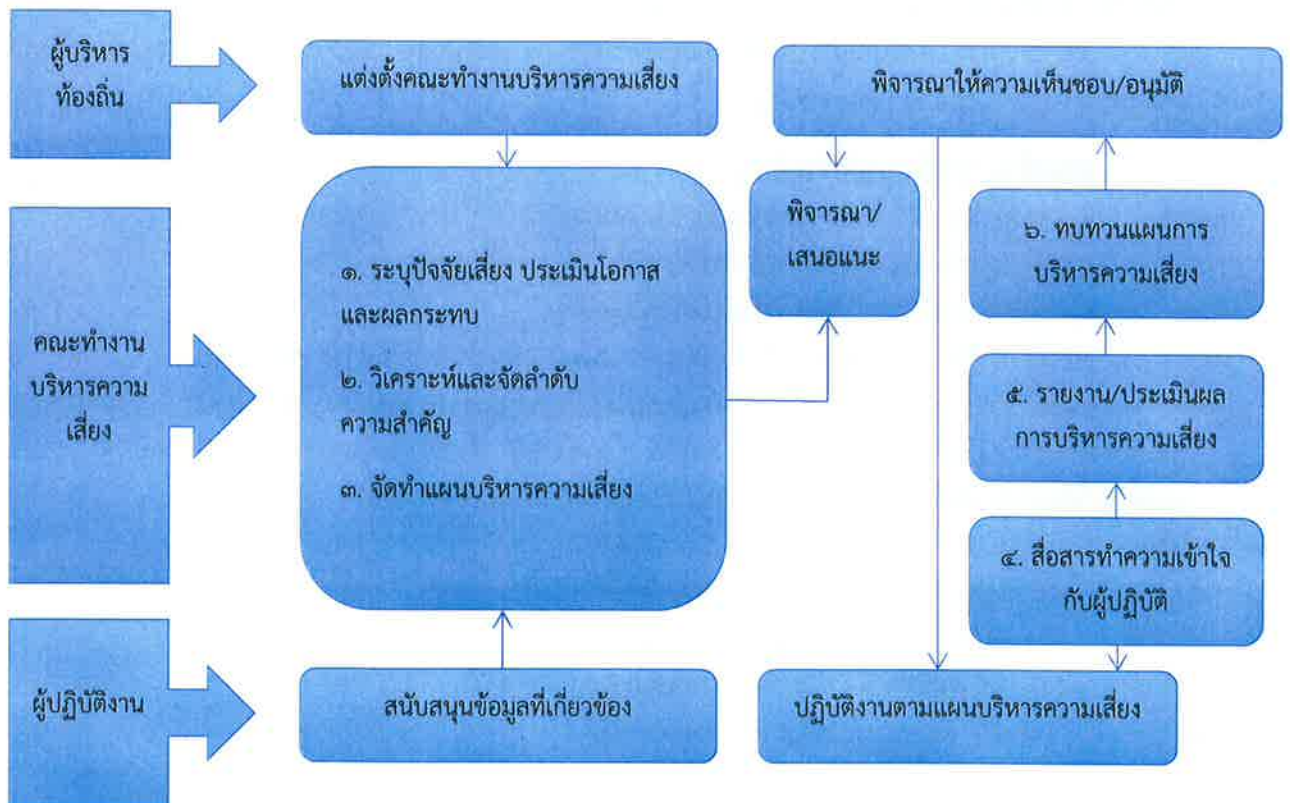 ผู้บริหาร
ท้องถิ่น
แต่งตั้งคณะทำงานบริหารความเสี่ยง
พิจารณาให้ความเห็นชอบ/อนุมัติ
คณะทำงาน
บริหารความ
เสี่ยง
๑. ระบุปัจจัยเสี่ยง ประเมินโอกาส
และผลกระทบ
๒. วิเคราะห์และจัดลำดับ
ความสำคัญ
๓. จัดทำแผนบริหารความเสี่ยง
พิจารณา/
เสนอแนะ
๖. ทบทวนแผนการ
บริหารความเสี่ยง
๕. รายงาน/ประเมินผล
การบริหารความเสี่ยง
๔. สื่อสารทำความเข้าใจ
กับผู้ปฏิบัติ
ผู้ปฏิบัติงาน
สนับสนุนข้อมูลที่เกี่ยวข้อง
ปฏิบัติงานตามแผนบริหารความเสี่ยง